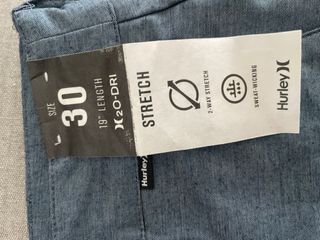 SIZE
30
19" LENGTH
H2O-DRI
STRETCH
2-WAY STRETCH
SWEAT-WICKING
Hurley
Hurley